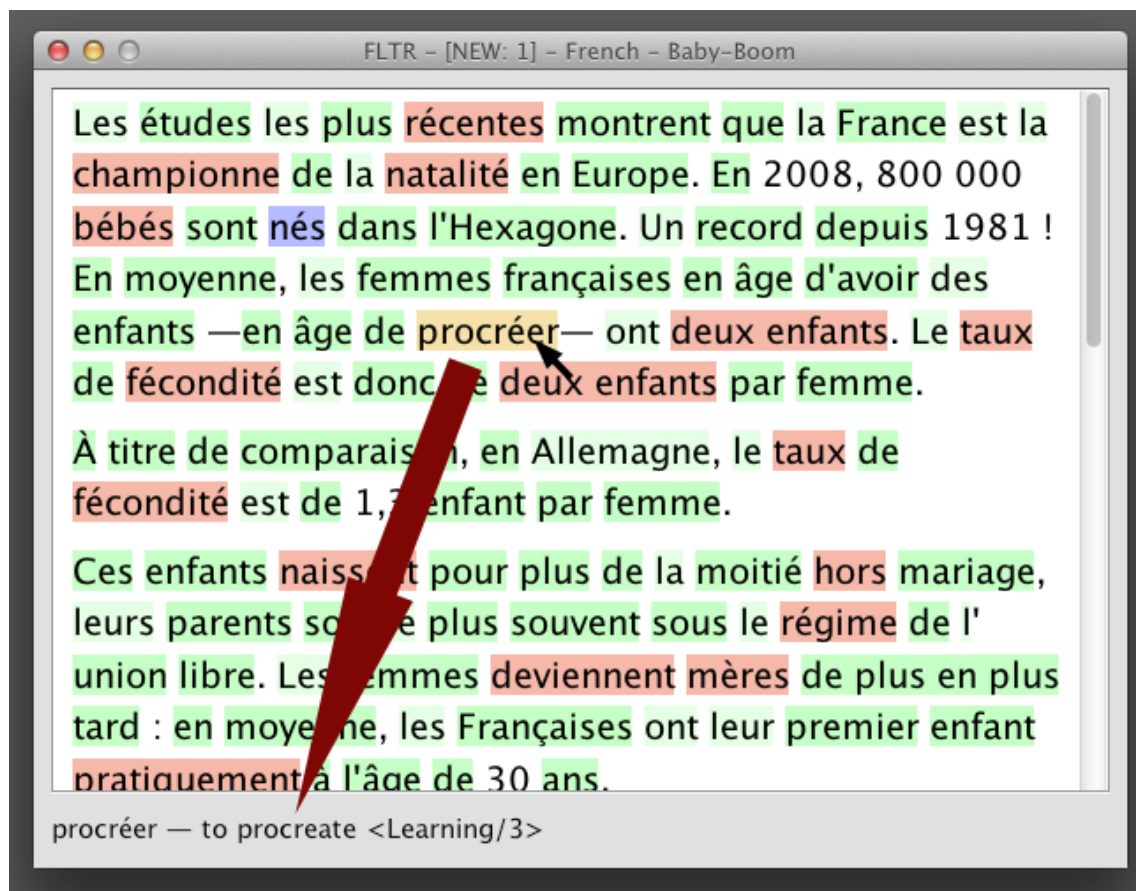 FLTR – [NEW: 1] – French – Baby-Boom
Les études les plus récentes montrent que la France est la
championne de la natalité en Europe. En 2008, 800 000
bébés sont nés dans l'Hexagone. Un record depuis 1981 !
En moyenne, les femmes françaises en âge d'avoir des
enfants —en âge de procréer— ont deux enfants. Le taux
de fécondité est donc deux enfants par femme.
À titre de comparaison, en Allemagne, le taux de
fécondité est de 1,3 enfant par femme.
Ces enfants naissent pour plus de la moitié hors mariage,
leurs parents plus souvent sous le régime de l'
union libre. Les femmes deviennent mères de plus en plus
tard : en moyenne, les Françaises ont leur premier enfant
pratiquement à l'âge de 30 ans.
procréer — to procreate <Learning/3>